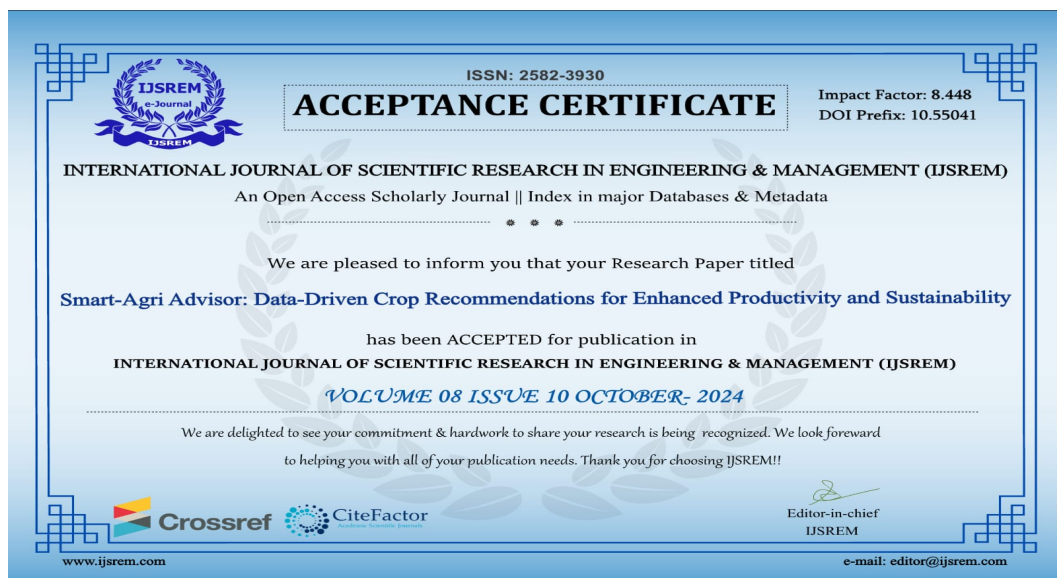 IJSREM
e-Journal
IJSREM
ISSN: 2582-3930
ACCEPTANCE CERTIFICATE
Impact Factor: 8.448
DOI Prefix: 10.55041
INTERNATIONAL JOURNAL OF SCIENTIFIC RESEARCH IN ENGINEERING & MANAGEMENT (IJSREM)
An Open Access Scholarly Journal || Index in major Databases & Metadata
We are pleased to inform you that your Research Paper titled
Smart-Agri Advisor: Data-Driven Crop Recommendations for Enhanced Productivity and Sustainability
has been ACCEPTED for publication in
INTERNATIONAL JOURNAL OF SCIENTIFIC RESEARCH IN ENGINEERING & MANAGEMENT (IJSREM)
VOLUME 08 ISSUE 10 OCTOBER- 2024
We are delighted to see your commitment & hardwork to share your research is being recognized. We look foreward
to helping you with all of your publication needs. Thank you for choosing IJSREM!!
Crossref
CiteFactor
Academic Scientific Journals
Editor-in-chief
IJSREM
www.ijsrem.com
e-mail: editor@ijsrem.com